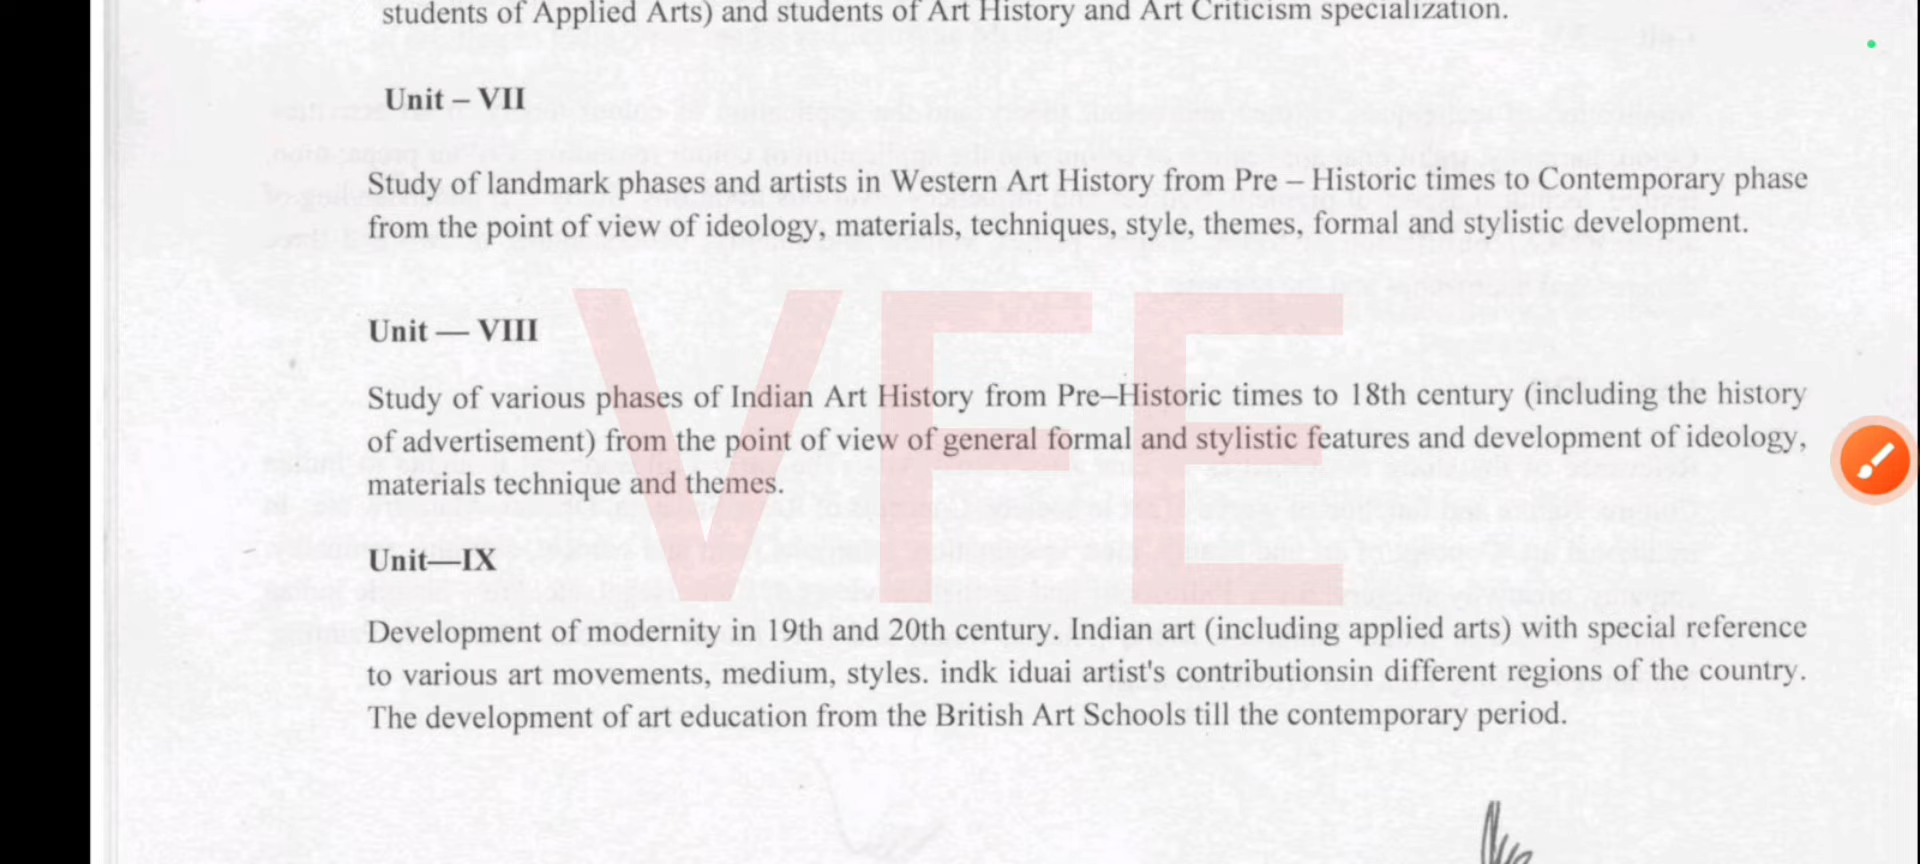 students of Applied Arts) and students of Art History and Art Criticism specialization.
Unit – VII
Study of landmark phases and artists in Western Art History from Pre – Historic times to Contemporary phase
from the point of view of ideology, materials, techniques, style, themes, formal and stylistic development.
Unit — VIII
Study of various phases of Indian Art History from Pre–Historic times to 18th century (including the history
of advertisement) from the point of view of general formal and stylistic features and development of ideology,
materials technique and themes.
Unit—IX
Development of modernity in 19th and 20th century. Indian art (including applied arts) with special reference
to various art movements, medium, styles. indk iduai artist's contributionsin different regions of the country.
The development of art education from the British Art Schools till the contemporary period.
VEE